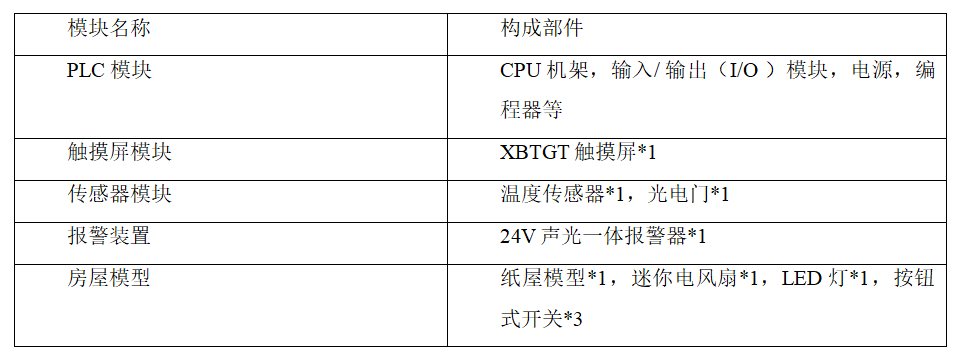 模块名称 构成部件
PLC 模块 CPU 机架，输入/ 输出（I/O ）模块，电源，编
程器等
触摸屏模块 XBTGT 触摸屏*1
传感器模块 温度传感器*1，光电门*1
报警装置 24V 声光一体报警器*1
房屋模型 纸屋模型*1，迷你电风扇*1，LED 灯*1，按钮
式开关*3